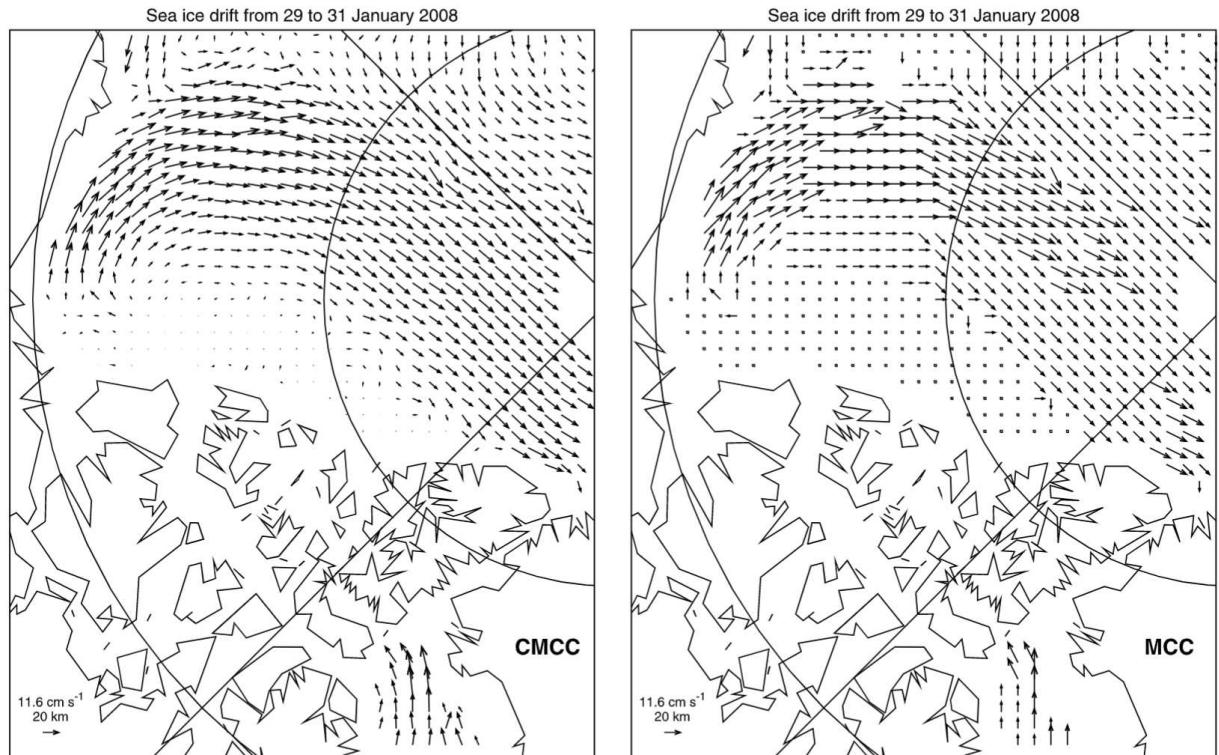 Sea ice drift from 29 to 31 January 2008
CMCC
11.6 cm s⁻¹
20 km
Sea ice drift from 29 to 31 January 2008
MCC
11.6 cm s⁻¹
20 km